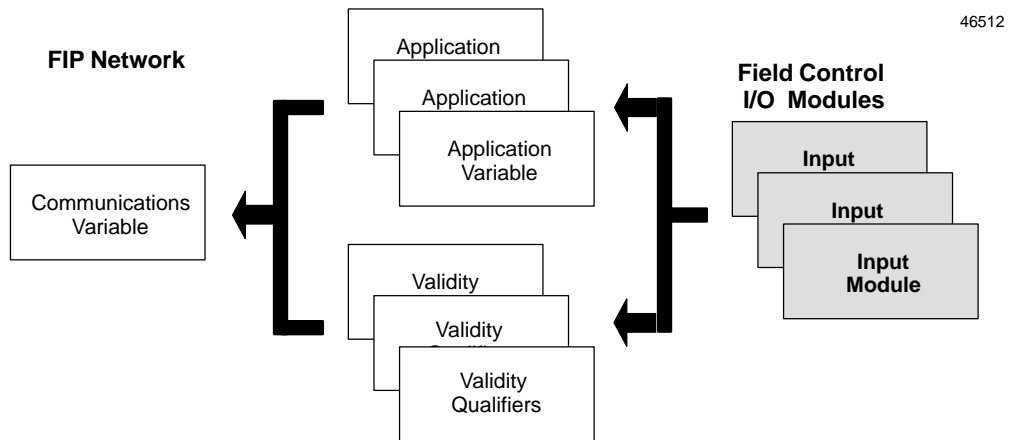 46512
FIP Network
Field Control
I/O Modules
Application
Application
Application
Variable
Communications
Variable
Input
Input
Input
Module
Validity
Validity
Validity
Qualifiers